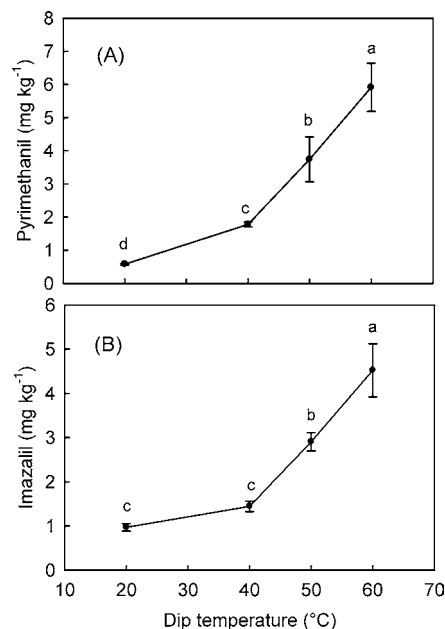 8
(A)
a
7
6
5
b
4
3
c
2
d
1
0
Pyrimethanil (mg kg⁻¹)
6
(B)
a
5
4
b
3
2
c
c
1
0
Imazalil (mg kg⁻¹)
10 20 30 40 50 60 70
Dip temperature (°C)